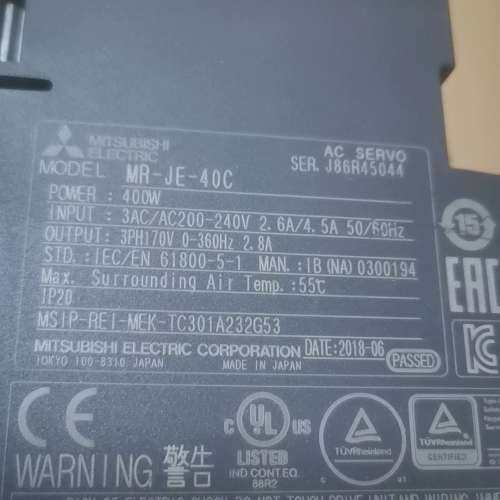 MITSUBISHI
ELECTRIC
AC SERVO
MODEL MR-JE-40C
SER. J86R45044
POWER : 400W
INPUT : 3AC/AC200-240V 2.6A/4.5A 50/60Hz
OUTPUT: 3PH170V 0-360Hz 2.8A
STD. :IEC/EN 61800-5-1 MAN.:IB(NA)0300194
Max. Surrounding Air Temp.:55℃
IP20
MSIP-REI-MEK-TC301A232G53
MITSUBISHI ELECTRIC CORPORATION DATE:2018-06
TOKYO 100-8310 JAPAN MADE IN JAPAN
PASSED
15
EAC
CE
C UL US
LISTED
IND.CONT.EQ.
88R2
TÜVRheinland
TÜVRheinland
CERTIFIED
WARNING 警告